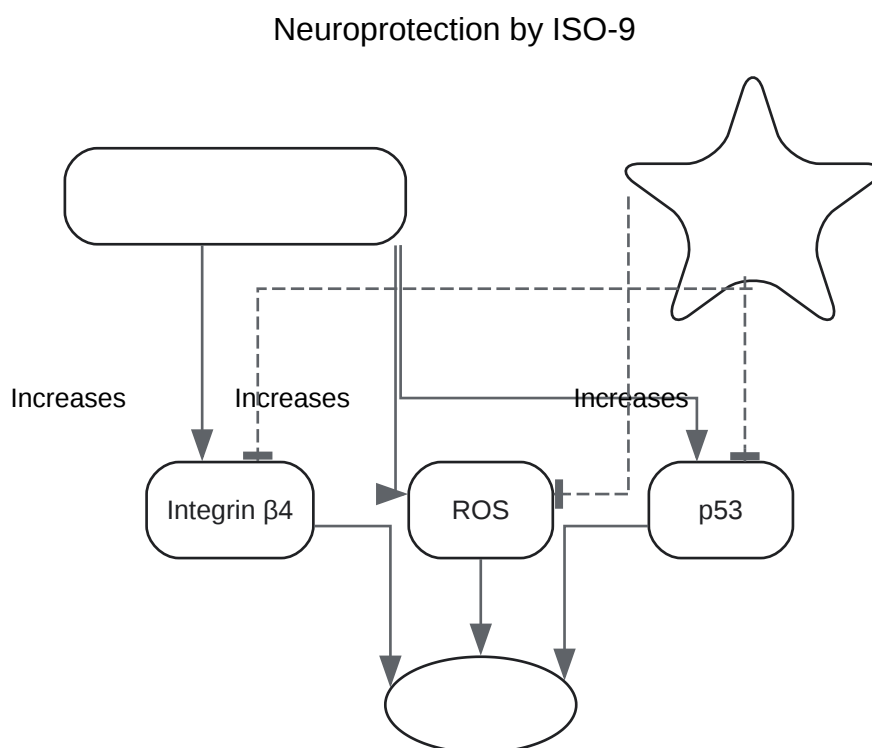 Neuroprotection by ISO-9
Increases
Increases
Increases
Integrin β4
ROS
p53